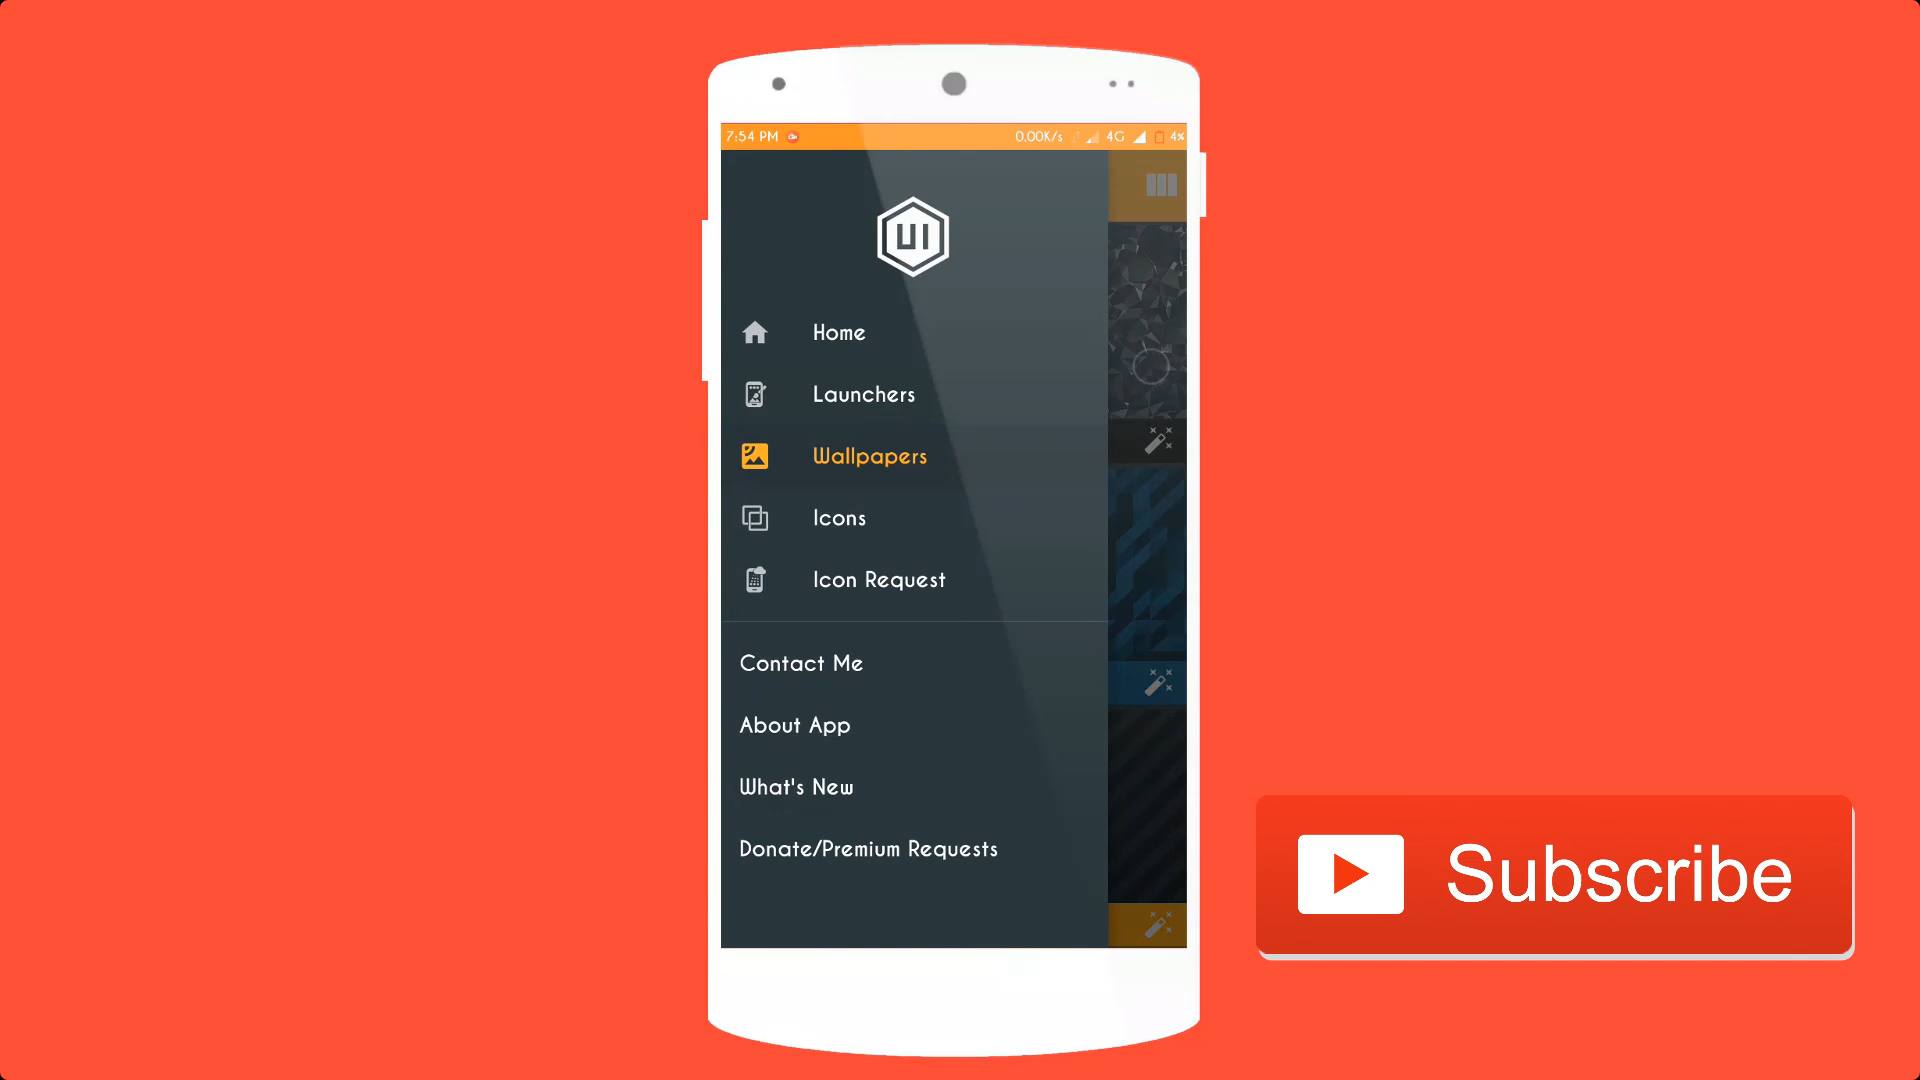 7:54 PM 0.00K/s 4G 4%
UI
Home
Launchers
Wallpapers
Icons
Icon Request
Contact Me
About App
What's New
Donate/Premium Requests
Subscribe